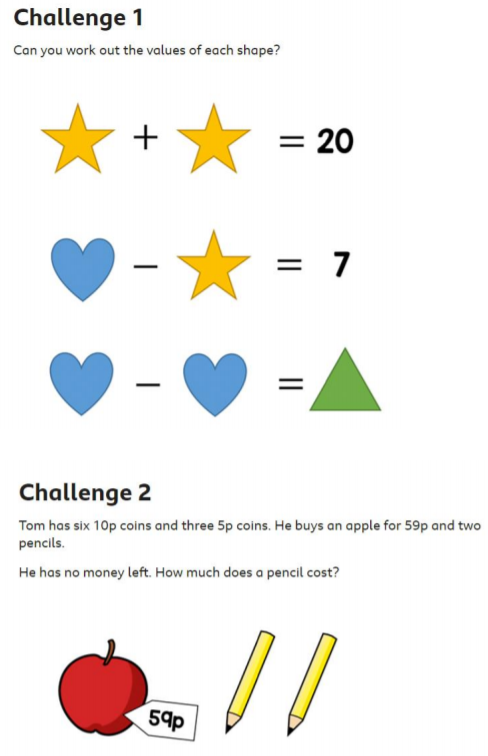 Challenge 1
Can you work out the values of each shape?
+ = 20
− = 7
− =
Challenge 2
Tom has six 10p coins and three 5p coins. He buys an apple for 59p and two
pencils.
He has no money left. How much does a pencil cost?
59p